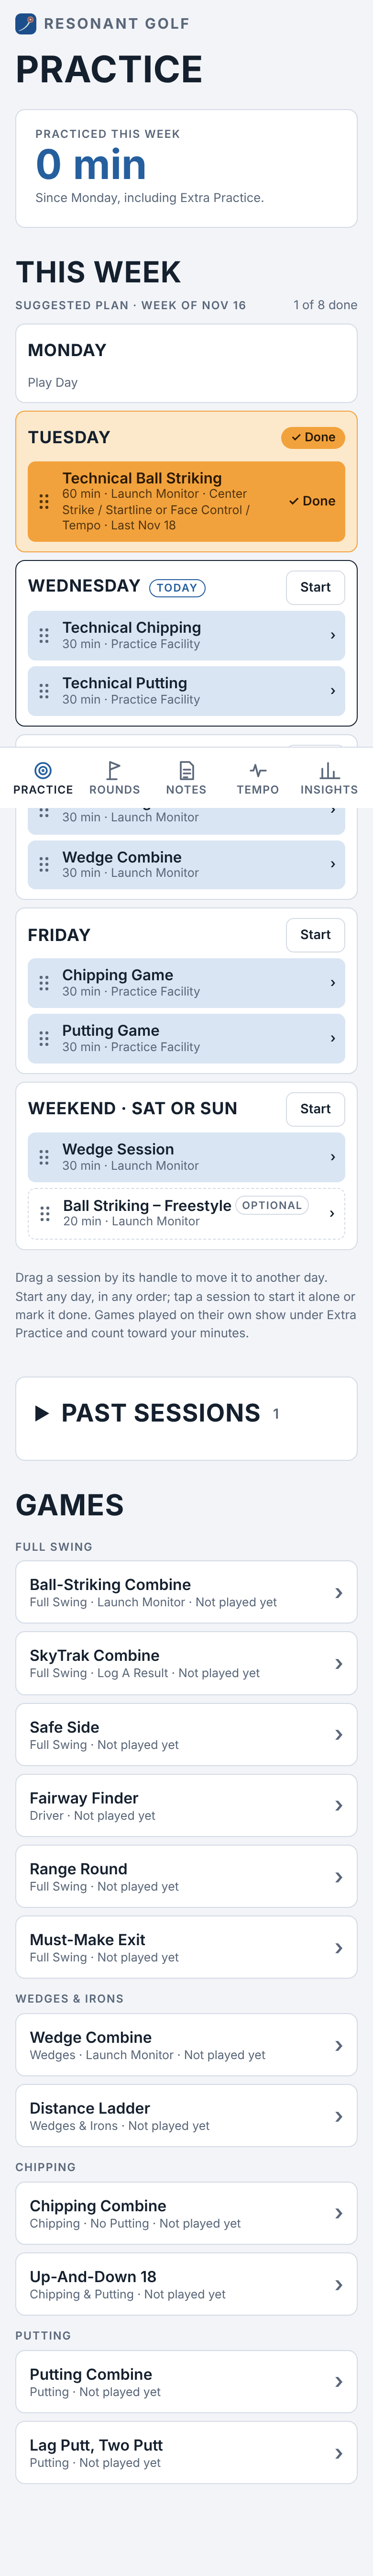 RESONANT GOLF
PRACTICE
PRACTICED THIS WEEK
0 min
Since Monday, including Extra Practice.
THIS WEEK
SUGGESTED PLAN · WEEK OF NOV 16
1 of 8 done
MONDAY
Play Day
TUESDAY
✓ Done
Technical Ball Striking
60 min · Launch Monitor · Center
Strike / Startline or Face Control /
Tempo · Last Nov 18
✓ Done
WEDNESDAY
TODAY
Start
Technical Chipping
30 min · Practice Facility
Technical Putting
30 min · Practice Facility
PRACTICE
ROUNDS
NOTES
TEMPO
INSIGHTS
30 min · Launch Monitor
Wedge Combine
30 min · Launch Monitor
FRIDAY
Start
Chipping Game
30 min · Practice Facility
Putting Game
30 min · Practice Facility
WEEKEND · SAT OR SUN
Start
Wedge Session
30 min · Launch Monitor
Ball Striking – Freestyle
OPTIONAL
20 min · Launch Monitor
Drag a session by its handle to move it to another day.
Start any day, in any order; tap a session to start it alone or
mark it done. Games played on their own show under Extra
Practice and count toward your minutes.
PAST SESSIONS 1
GAMES
FULL SWING
Ball-Striking Combine
Full Swing · Launch Monitor · Not played yet
SkyTrak Combine
Full Swing · Log A Result · Not played yet
Safe Side
Full Swing · Not played yet
Fairway Finder
Driver · Not played yet
Range Round
Full Swing · Not played yet
Must-Make Exit
Full Swing · Not played yet
WEDGES & IRONS
Wedge Combine
Wedges · Launch Monitor · Not played yet
Distance Ladder
Wedges & Irons · Not played yet
CHIPPING
Chipping Combine
Chipping · No Putting · Not played yet
Up-And-Down 18
Chipping & Putting · Not played yet
PUTTING
Putting Combine
Putting · Not played yet
Lag Putt, Two Putt
Putting · Not played yet